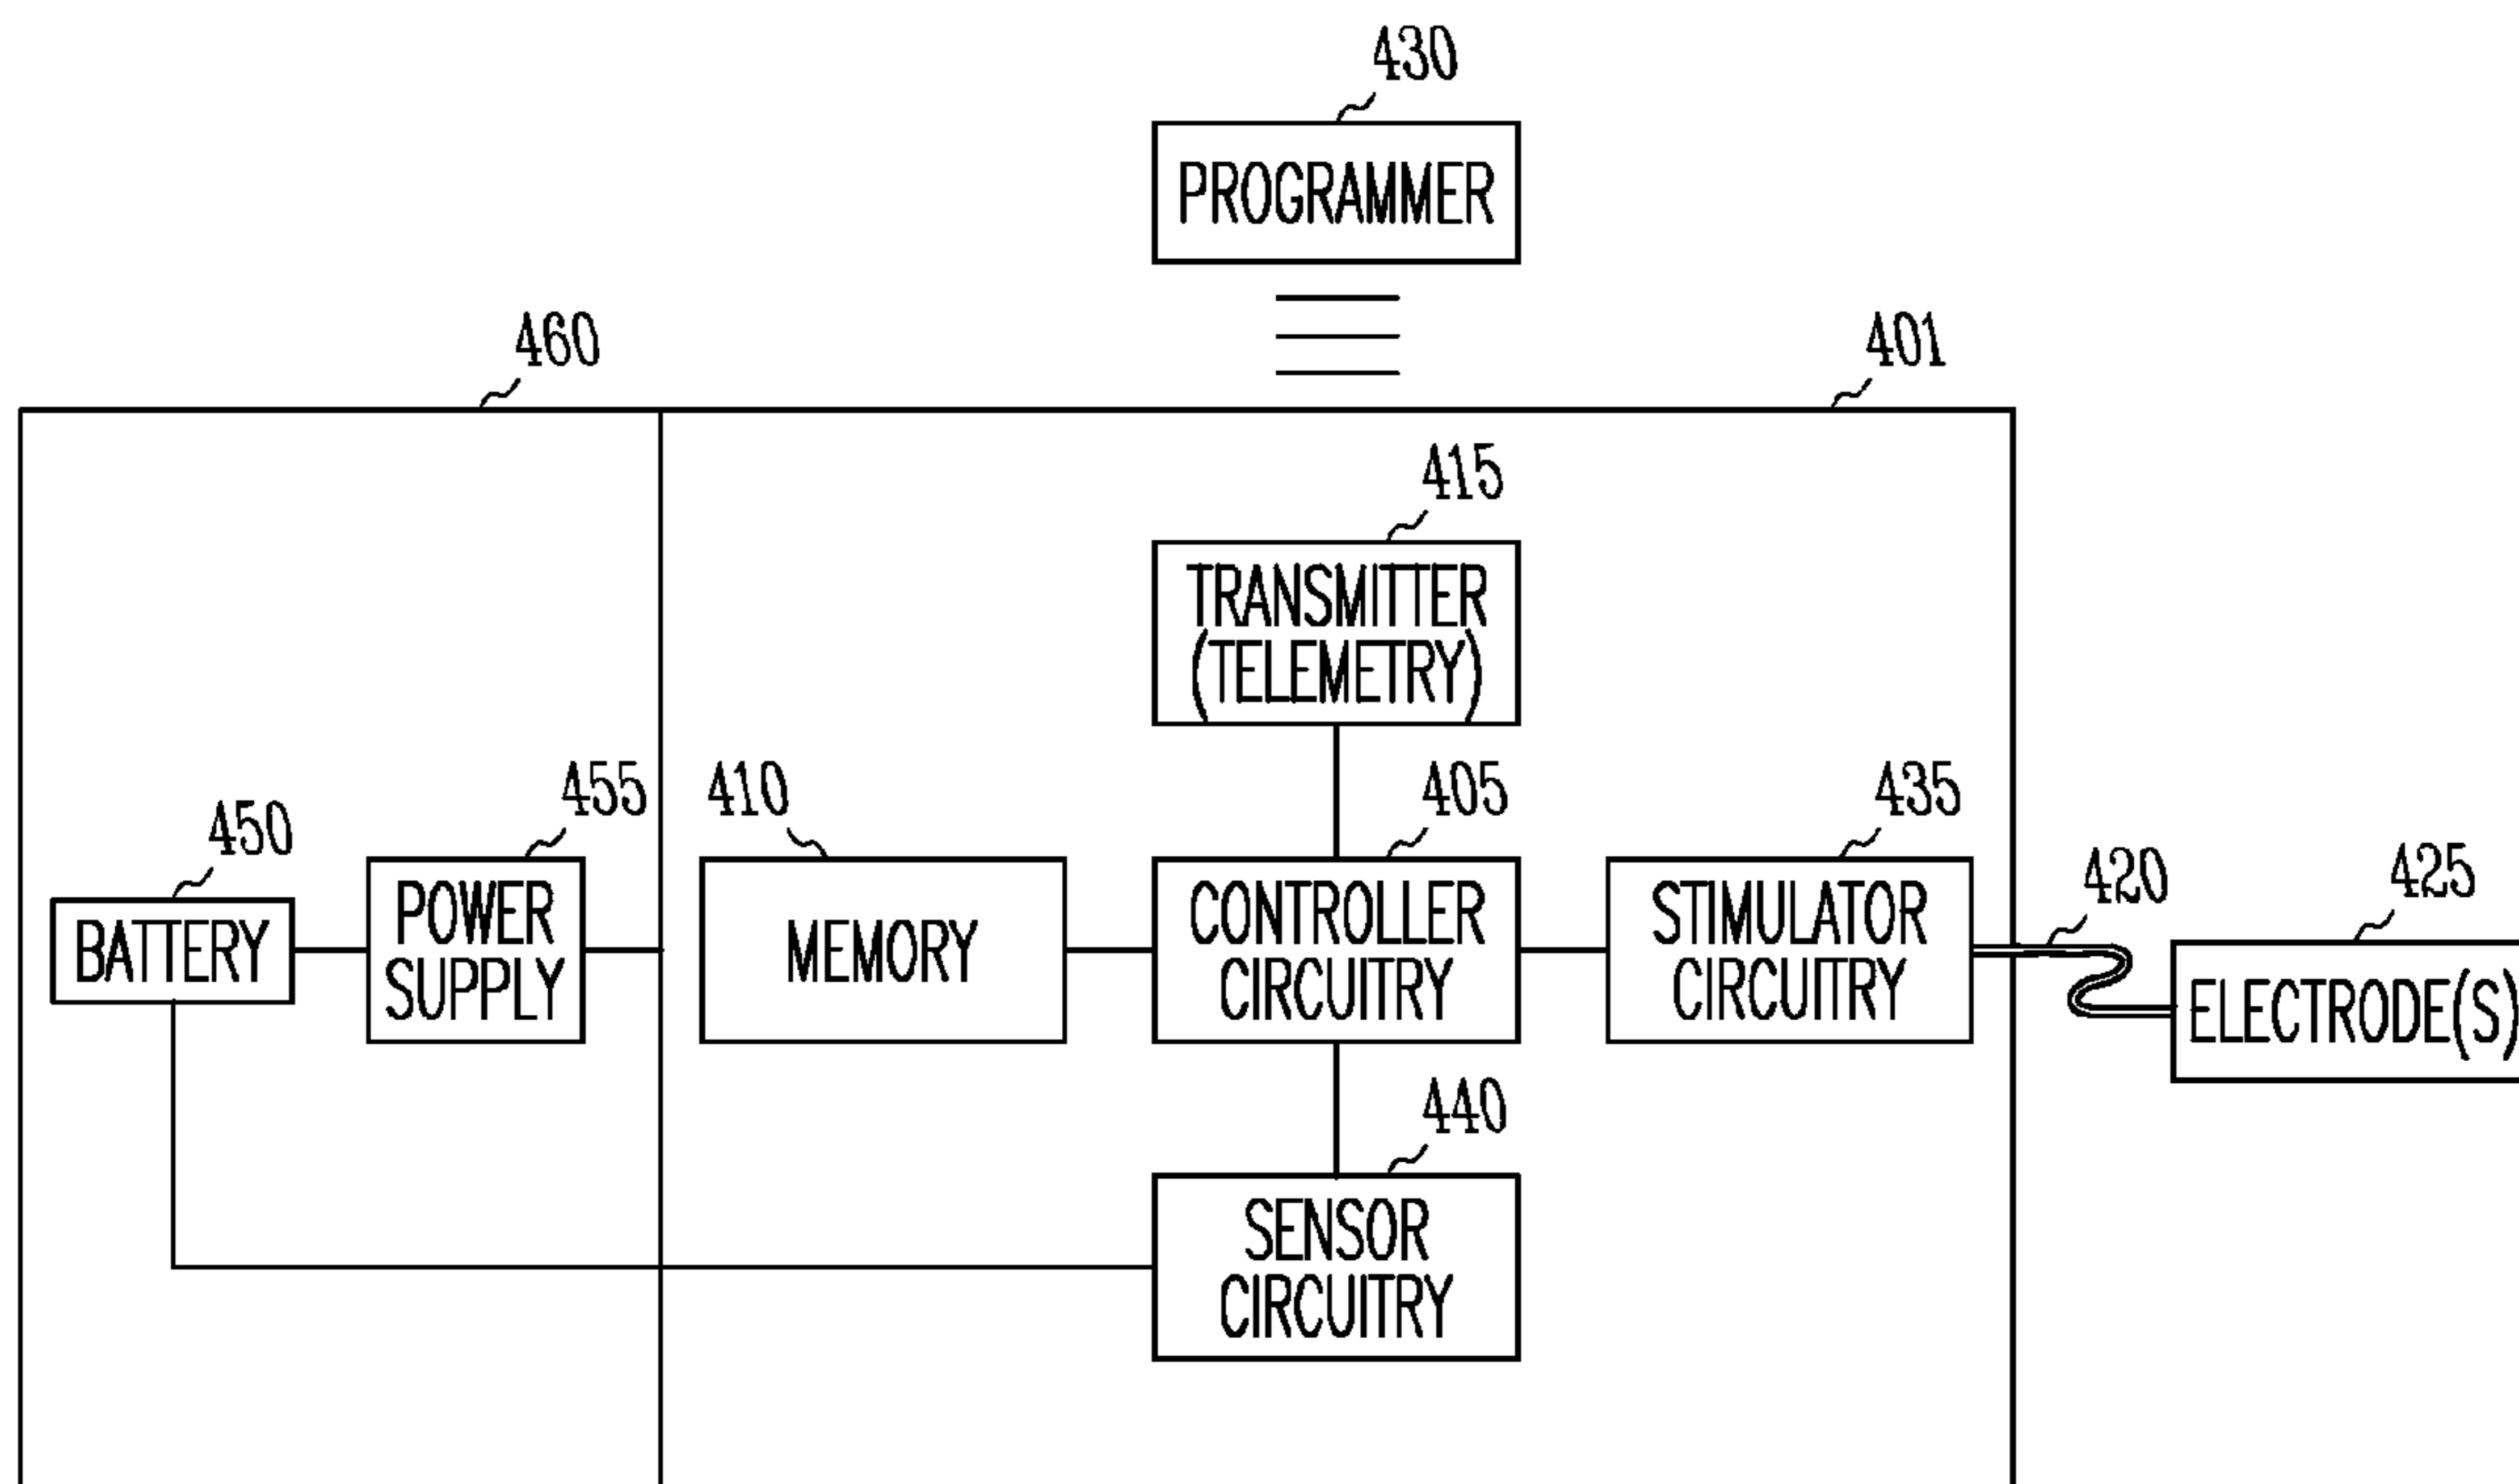 430
PROGRAMMER
460
401
415
TRANSMITTER
(TELEMETRY)
455
410
405
435
450
420
425
BATTERY
POWER
SUPPLY
MEMORY
CONTROLLER
CIRCUITRY
STIMULATOR
CIRCUITRY
ELECTRODE(S)
440
SENSOR
CIRCUITRY